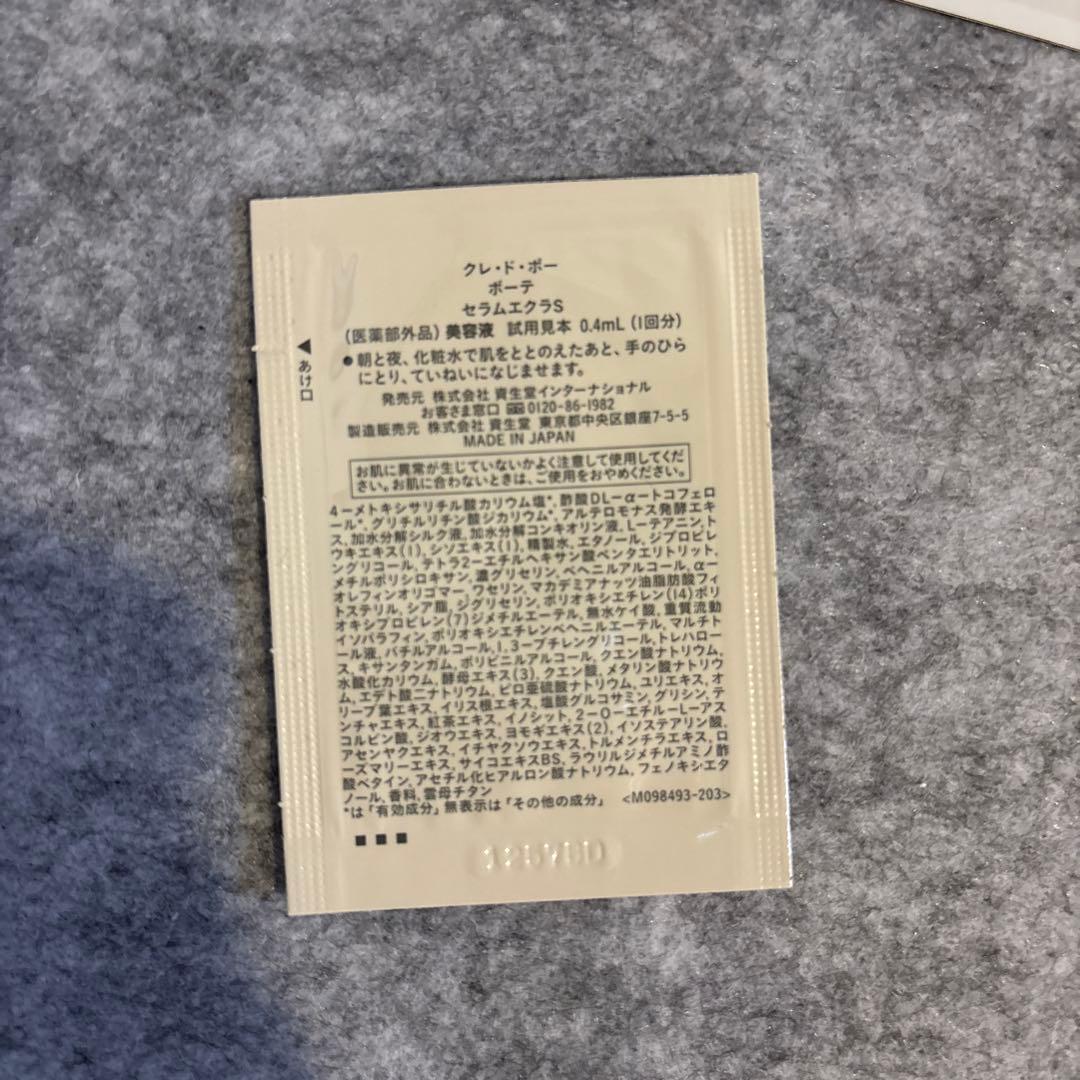 クレ・ド・ポー
ボーテ
セラムエクラS
(医薬部外品) 美容液 試用見本 0.4mL (1回分)
●朝と夜、化粧水で肌をととのえたあと、手のひら
にとり、ていねいになじませます。
◀あけ口
発売元 株式会社 資生堂インターナショナル
お客さま窓口 0120-86-1982
製造販売元 株式会社 資生堂 東京都中央区銀座7-5-5
MADE IN JAPAN
お肌に異常が生じていないかよく注意して使用してくだ
さい。お肌に合わないときは、ご使用をおやめください。
4-メトキシサリチル酸カリウム塩*, 酢酸DL-α-トコフェロ
ール*, グリチルリチン酸ジカリウム*, アルテロモナス発酵エキ
ス, 加水分解シルク液, 加水分解コンキオリン液, L-テアニン, ト
ウキエキス(1), シソエキス(1), 精製水, エタノール, ジプロピレ
ングリコール, テトラ2-エチルヘキサン酸ペンタエリトリット,
メチルポリシロキサン, 濃グリセリン, ベヘニルアルコール, α-
オレフィンオリゴマー, ワセリン, マカデミアナッツ油脂肪酸フィ
トステリル, シア脂, ジグリセリン, ポリオキシエチレン(14)ポリ
オキシプロピレン(7)ジメチルエーテル, 無水ケイ酸, 重質流動
イソパラフィン, ポリオキシエチレンベヘニルエーテル, マルチト
ール液, バチルアルコール, 1,3-ブチレングリコール, トレハロー
ス, キサンタンガム, ポリビニルアルコール, クエン酸ナトリウム,
水酸化カリウム, 酵母エキス(3), クエン酸, メタリン酸ナトリウ
ム, エデト酸二ナトリウム, ピロ亜硫酸ナトリウム, ユリエキス, オ
リーブ葉エキス, イリス根エキス, 塩酸グルコサミン, グリシン, テ
ンチャエキス, 紅茶エキス, イノシット, 2-O-エチル-L-アス
コルビン酸, ジオウエキス, ヨモギエキス(2), イソステアリン酸,
アセンヤクエキス, イチヤクソウエキス, トルメンチラエキス, ロ
ーズマリーエキス, サイコエキスBS, ラウリルジメチルアミノ酢
酸ベタイン, アセチル化ヒアルロン酸ナトリウム, フェノキシエタ
ノール, 香料, 雲母チタン
*は「有効成分」無表示は「その他の成分」 <M098493-203>